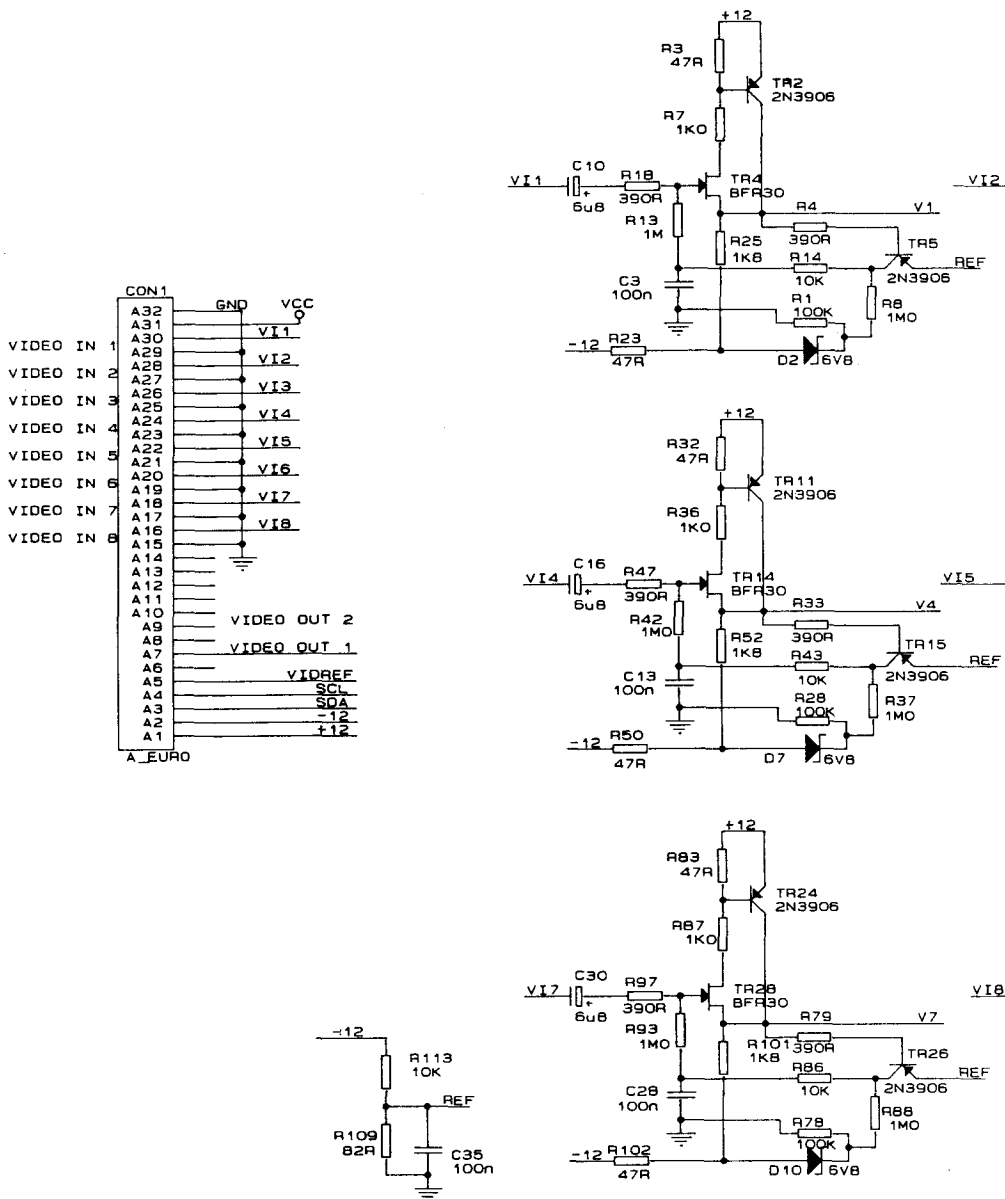 +12
R3
47R
TR2
2N3906
R7
1K0
VI1
C10
+
6u8
R18
390R
TR4
BFR30
VI2
R13
1M
R4
390R
V1
R25
1K8
TR5
2N3906
REF
R14
10K
C3
100n
R1
100K
R8
1M0
-12
R23
47R
D2
6V8
CON1
A32
GND
VCC
A31
A30
VI1
VIDEO IN 1
A29
A28
VI2
VIDEO IN 2
A27
A26
VI3
VIDEO IN 3
A25
A24
VI4
VIDEO IN 4
A23
A22
VI5
VIDEO IN 5
A21
A20
VI6
VIDEO IN 6
A19
A18
VI7
VIDEO IN 7
A17
A16
VI8
VIDEO IN 8
A15
A14
A13
A12
A11
A10
A9
VIDEO OUT 2
A8
A7
VIDEO OUT 1
A6
A5
VIDREF
A4
SCL
A3
SDA
A2
-12
A1
+12
A_EURO
+12
R32
47R
TR11
2N3906
R36
1K0
VI4
C16
+
6u8
R47
390R
TR14
BFR30
VI5
R42
1M0
R33
390R
V4
R52
1K8
TR15
2N3906
REF
R43
10K
C13
100n
R28
100K
R37
1M0
-12
R50
47R
D7
6V8
+12
R83
47R
TR24
2N3906
R87
1K0
VI7
C30
+
6u8
R97
390R
TR28
BFR30
VI8
R93
1M0
R79
390R
V7
R101
1K8
TR26
2N3906
REF
R86
10K
C28
100n
R78
100K
R88
1M0
-12
R102
47R
D10
6V8
-12
R113
10K
REF
R109
82R
C35
100n